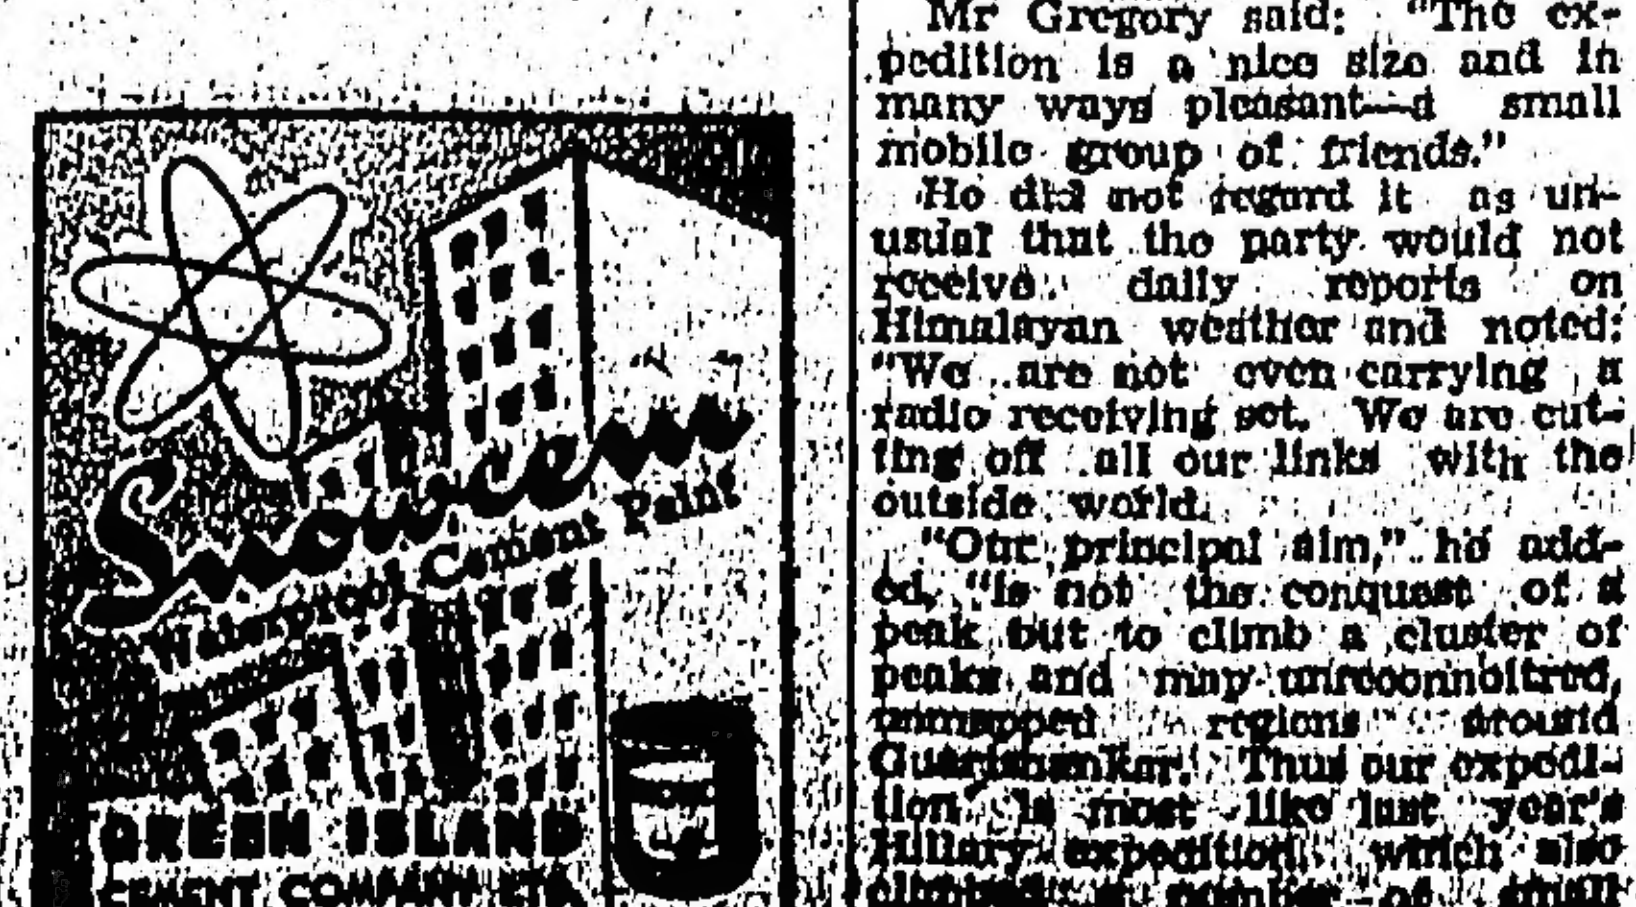 Snowcem
Waterproof Cement Paint
GREEN ISLAND
CEMENT COMPANY LTD.
Mr Gregory said: "The ex-
pedition is a nice size and in
many ways pleasant—a small
mobile group of friends."
He did not regard it as un-
usual that the party would not
receive daily reports on
Himalayan weather and noted:
"We are not even carrying a
radio receiving set. We are cut-
ting off all our links with the
outside world.
"Our principal aim," he add-
ed, "is not the conquest of a
peak but to climb a cluster of
peaks and map unreconnoitred,
unmapped regions around
Guarishankar. Thus our expedi-
tion is most like last year's
Hillary expedition, which also
climbed a number of small